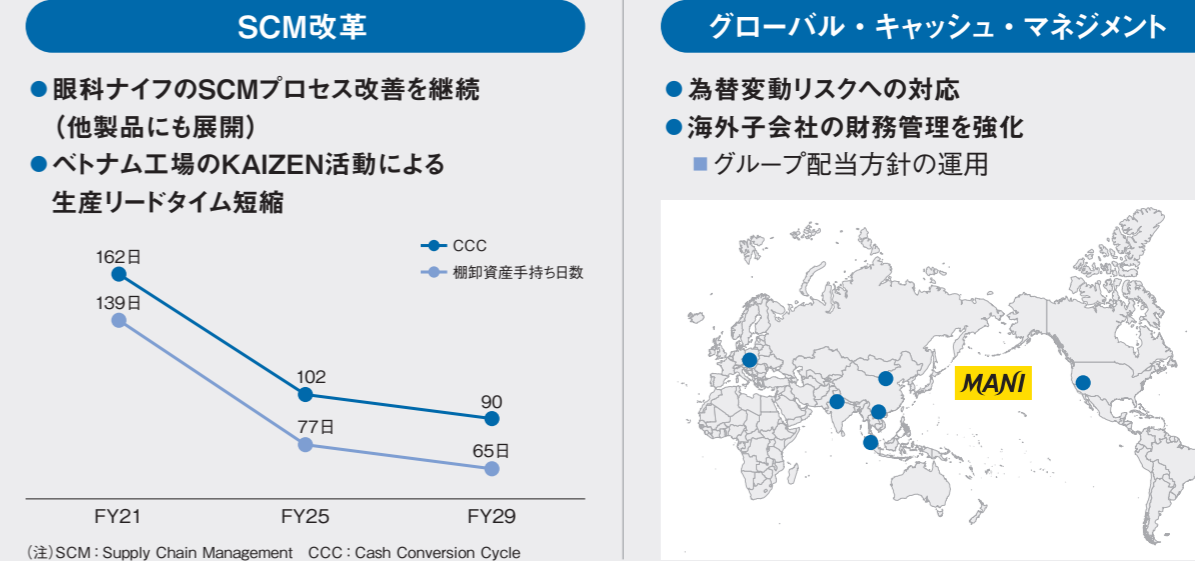 SCM改革
●眼科ナイフのSCMプロセス改善を継続
（他製品にも展開）
●ベトナム工場のKAIZEN活動による
生産リードタイム短縮
CCC
棚卸資産手持ち日数
162日
139日
102
77日
90
65日
FY21 FY25 FY29
（注）SCM：Supply Chain Management CCC：Cash Conversion Cycle
グローバル・キャッシュ・マネジメント
●為替変動リスクへの対応
●海外子会社の財務管理を強化
■グループ配当方針の運用
MANI